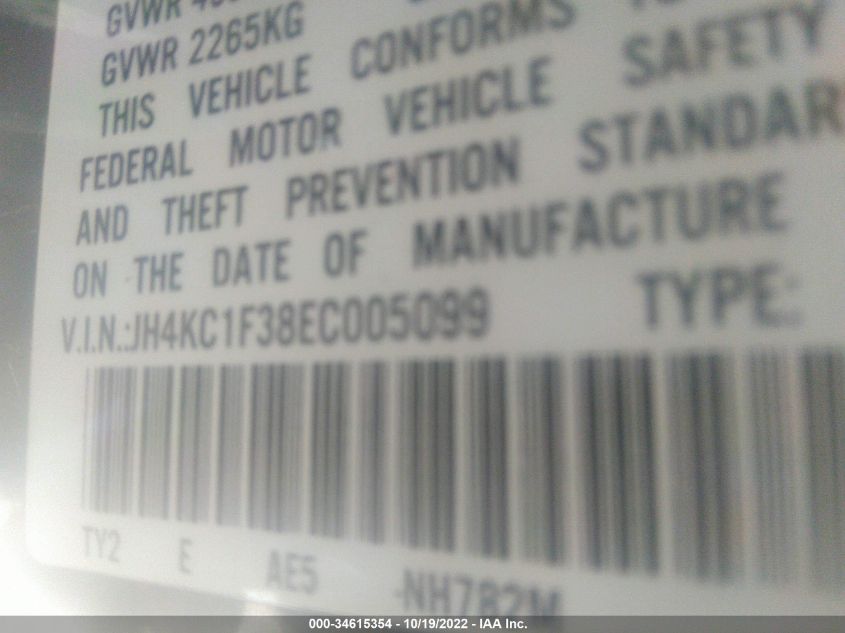 GVWR
GVWR 2265KG
THIS VEHICLE CONFORMS
FEDERAL MOTOR VEHICLE SAFETY
AND THEFT PREVENTION STANDAR
ON THE DATE OF MANUFACTURE
V.I.N.:JH4KC1F38EC005099 TYPE:
TY2 E AE5 -NH782M
000-34615354 - 10/19/2022 - IAA Inc.